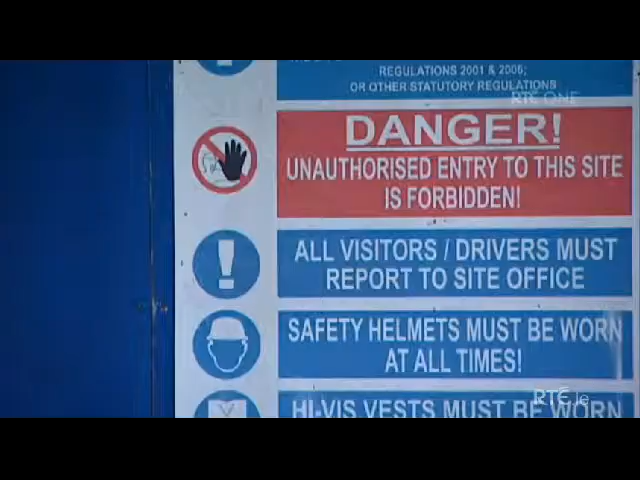 REGULATIONS 2001 & 2006;
OR OTHER STATUTORY REGULATIONS
RTÉ ONE
DANGER!
UNAUTHORISED ENTRY TO THIS SITE
IS FORBIDDEN!
ALL VISITORS / DRIVERS MUST
REPORT TO SITE OFFICE
SAFETY HELMETS MUST BE WORN
AT ALL TIMES!
HI-VIS VESTS MUST BE WORN
RTÉ.ie